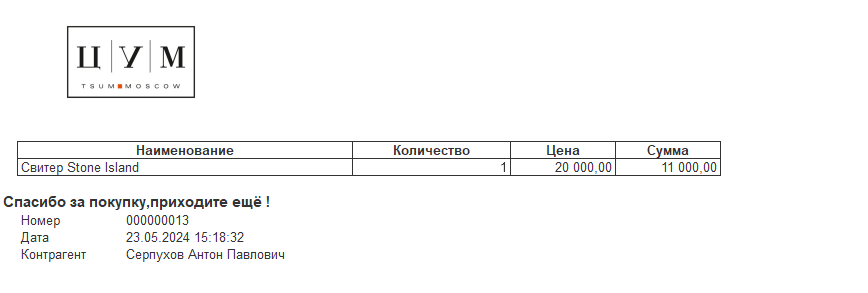 ЦУМ
TSUM MOSCOW
Наименование Количество Цена Сумма
Свитер Stone Island 1 20 000,00 11 000,00
Спасибо за покупку,приходите ещё !
Номер 000000013
Дата 23.05.2024 15:18:32
Контрагент Серпухов Антон Павлович